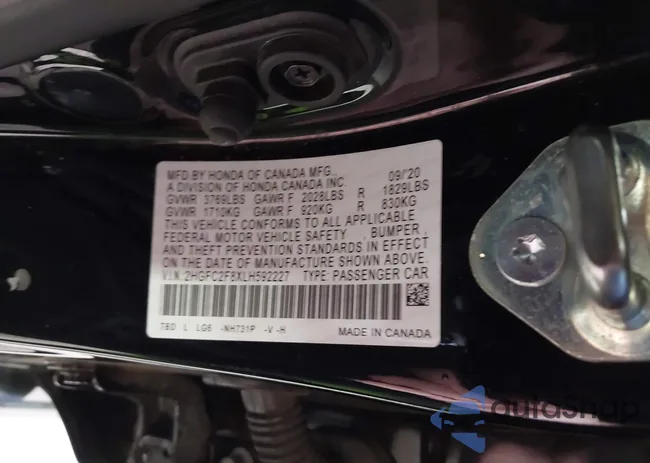 MFD BY HONDA OF CANADA MFG., 09/20
A DIVISION OF HONDA CANADA INC.
GVWR 3769LBS GAWR F 2028LBS R 1829LBS
GVWR 1710KG GAWR F 920KG R 830KG
THIS VEHICLE CONFORMS TO ALL APPLICABLE
FEDERAL MOTOR VEHICLE SAFETY , BUMPER ,
AND THEFT PREVENTION STANDARDS IN EFFECT
ON THE DATE OF MANUFACTURE SHOWN ABOVE.
V.I.N. 2HGFC2F8XLH592227 TYPE: PASSENGER CAR
TBD L LG6 -NH731P -V -H MADE IN CANADA
autoShop